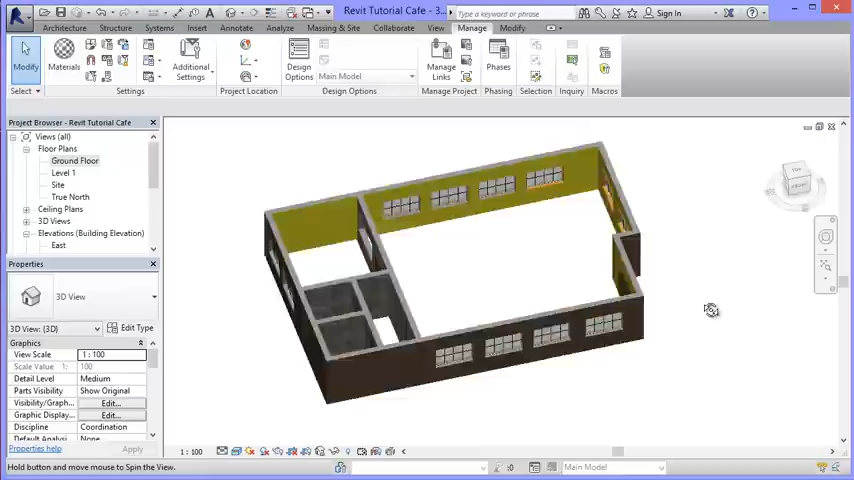 Revit Tutorial Cafe - 3...
Type a keyword or phrase
Sign In
Architecture Structure Systems Insert Annotate Analyze Massing & Site Collaborate View Manage Modify
Modify Materials Additional Settings Design Options Main Model Manage Links Phases
Select Settings Project Location Design Options Manage Project Phasing Selection Inquiry Macros
Project Browser - Revit Tutorial Cafe
Views (all)
Floor Plans
Ground Floor
Level 1
Site
True North
Ceiling Plans
3D Views
Elevations (Building Elevation)
East
Properties
3D View
3D View: {3D} Edit Type
Graphics
View Scale 1 : 100
Scale Value 1: 100
Detail Level Medium
Parts Visibility Show Original
Visibility/Graph... Edit...
Graphic Display... Edit...
Discipline Coordination
Default Analysi... None
Properties help Apply
TOP
FRONT
1 : 100
Hold button and move mouse to Spin the View.
:0 Main Model